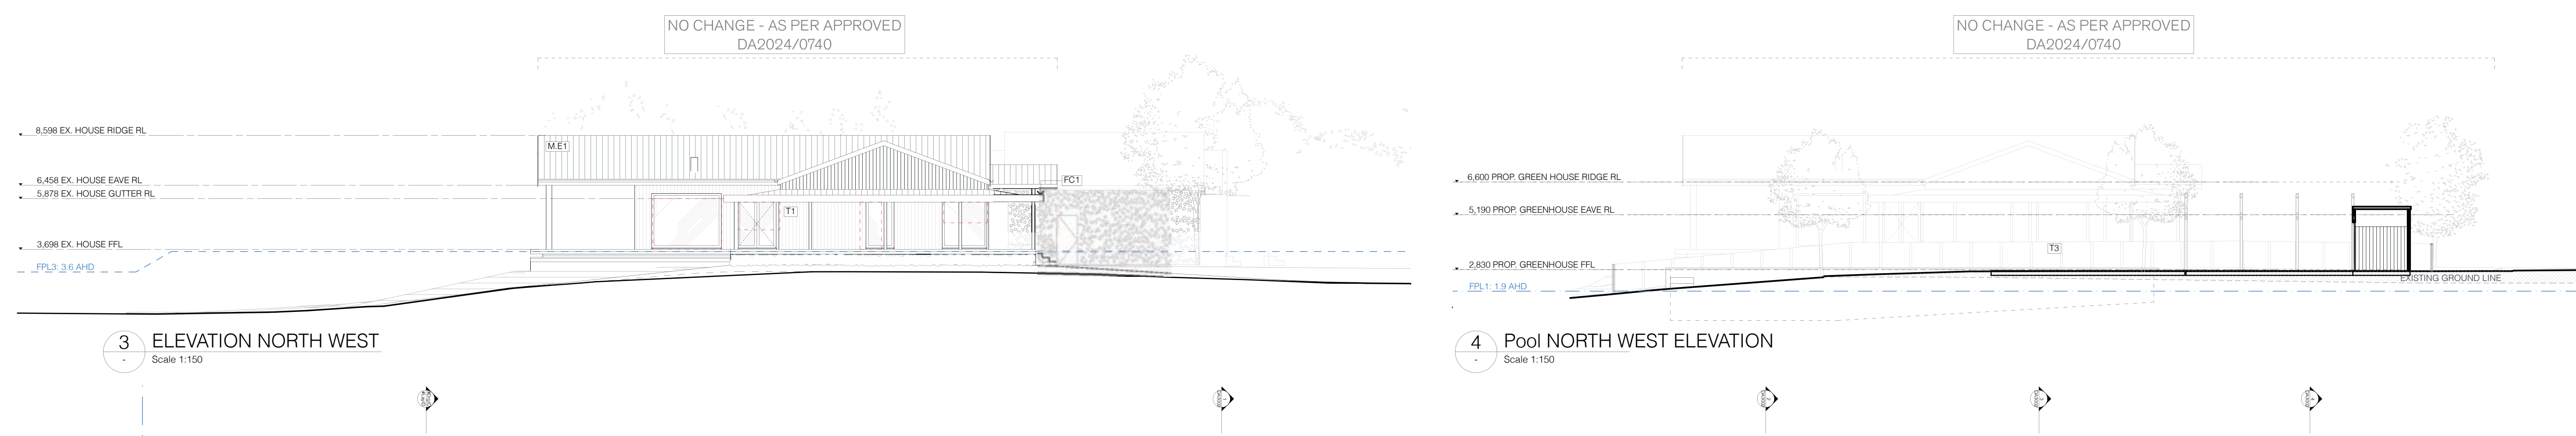 NO CHANGE - AS PER APPROVED
DA2024/0740
8,598 EX. HOUSE RIDGE RL
M.E1
6,458 EX. HOUSE EAVE RL
FC1
5,878 EX. HOUSE GUTTER RL
T1
3,698 EX. HOUSE FFL
FPL3: 3.6 AHD
3
-
ELEVATION NORTH WEST
Scale 1:150
NO CHANGE - AS PER APPROVED
DA2024/0740
6,600 PROP. GREEN HOUSE RIDGE RL
5,190 PROP. GREENHOUSE EAVE RL
T3
2,830 PROP. GREENHOUSE FFL
EXISTING GROUND LINE
FPL1: 1.9 AHD
4
-
Pool NORTH WEST ELEVATION
Scale 1:150